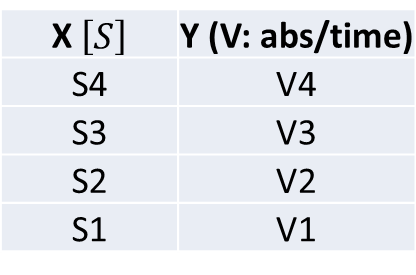 X [S] Y (V: abs/time)
S4 V4
S3 V3
S2 V2
S1 V1